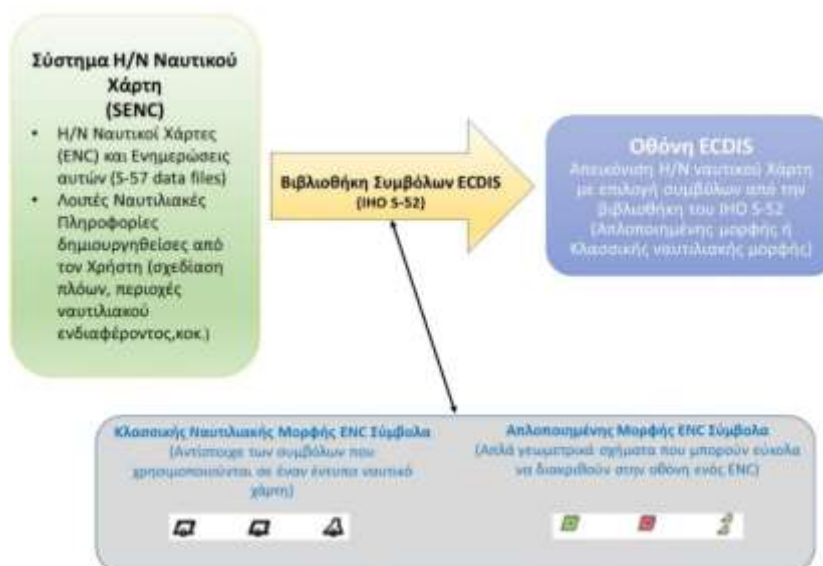 Σύστημα Η/Ν Ναυτικού
Χάρτη
(SENC)
• Η/Ν Ναυτικοί Χάρτες
(ENC) και Ενημερώσεις
αυτών (S-57 data files)
• Λοιπές Ναυτιλιακές
Πληροφορίες
δημιουργηθείσες από
τον Χρήστη (σχεδίαση
πλόων, περιοχές
ναυτιλιακού
ενδιαφέροντος,κοκ.)
Βιβλιοθήκη Συμβόλων ECDIS
(IHO S-52)
Οθόνη ECDIS
Απεικόνιση Η/Ν ναυτικού Χάρτη
με επιλογή συμβόλων από την
βιβλιοθήκη του IHO S-52
(Απλοποιημένης μορφής ή
Κλασσικής ναυτιλιακής μορφής)
Κλασσικής Ναυτιλιακής Μορφής ENC Σύμβολα
(Αντίστοιχα των συμβόλων που
χρησιμοποιούνται σε έναν έντυπο ναυτικό
χάρτη)
Απλοποιημένης Μορφής ENC Σύμβολα
(Απλά γεωμετρικά σχήματα που μπορούν εύκολα
να διακριθούν στην οθόνη ενός ENC)